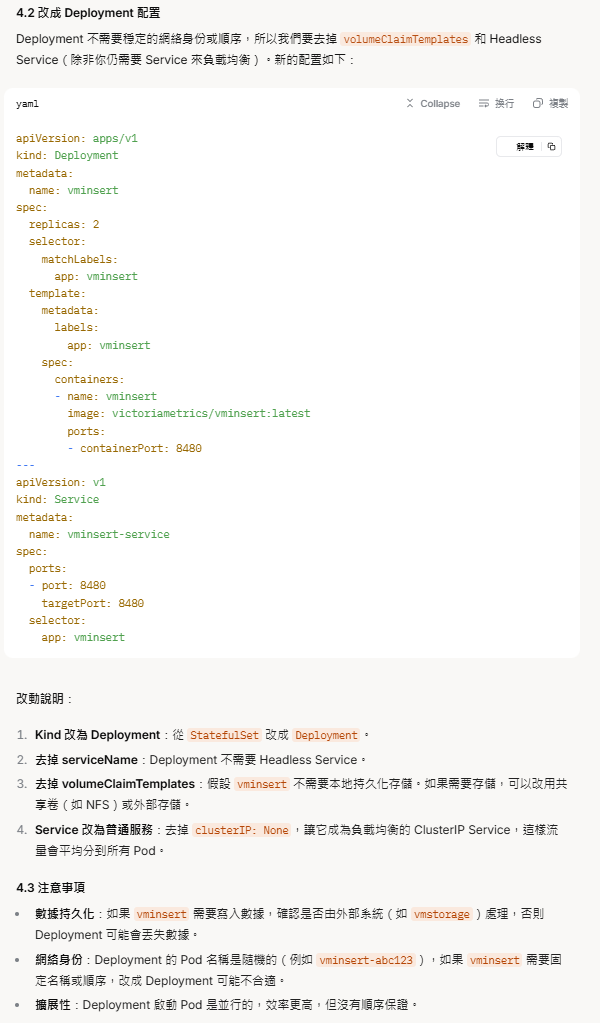 4.2 改成 Deployment 配置
Deployment 不需要穩定的網絡身份或順序，所以我們要去掉 volumeClaimTemplates 和 Headless
Service（除非你仍需要 Service 來負載均衡）。新的配置如下：
yaml
Collapse 換行 複製
解釋
apiVersion: apps/v1
kind: Deployment
metadata:
  name: vminsert
spec:
  replicas: 2
  selector:
    matchLabels:
      app: vminsert
  template:
    metadata:
      labels:
        app: vminsert
    spec:
      containers:
      - name: vminsert
        image: victoriametrics/vminsert:latest
        ports:
        - containerPort: 8480
---
apiVersion: v1
kind: Service
metadata:
  name: vminsert-service
spec:
  ports:
  - port: 8480
    targetPort: 8480
  selector:
    app: vminsert
改動說明：
1. Kind 改為 Deployment：從 StatefulSet 改成 Deployment。
2. 去掉 serviceName：Deployment 不需要 Headless Service。
3. 去掉 volumeClaimTemplates：假設 vminsert 不需要本地持久化存儲。如果需要存儲，可以改用共
享卷（如 NFS）或外部存儲。
4. Service 改為普通服務：去掉 clusterIP: None，讓它成為負載均衡的 ClusterIP Service，這樣流
量會平均分到所有 Pod。
4.3 注意事項
• 數據持久化：如果 vminsert 需要寫入數據，確認是否由外部系統（如 vmstorage）處理，否則
Deployment 可能會丟失數據。
• 網絡身份：Deployment 的 Pod 名稱是隨機的（例如 vminsert-abc123），如果 vminsert 需要固
定名稱或順序，改成 Deployment 可能不合適。
• 擴展性：Deployment 啟動 Pod 是並行的，效率更高，但沒有順序保證。